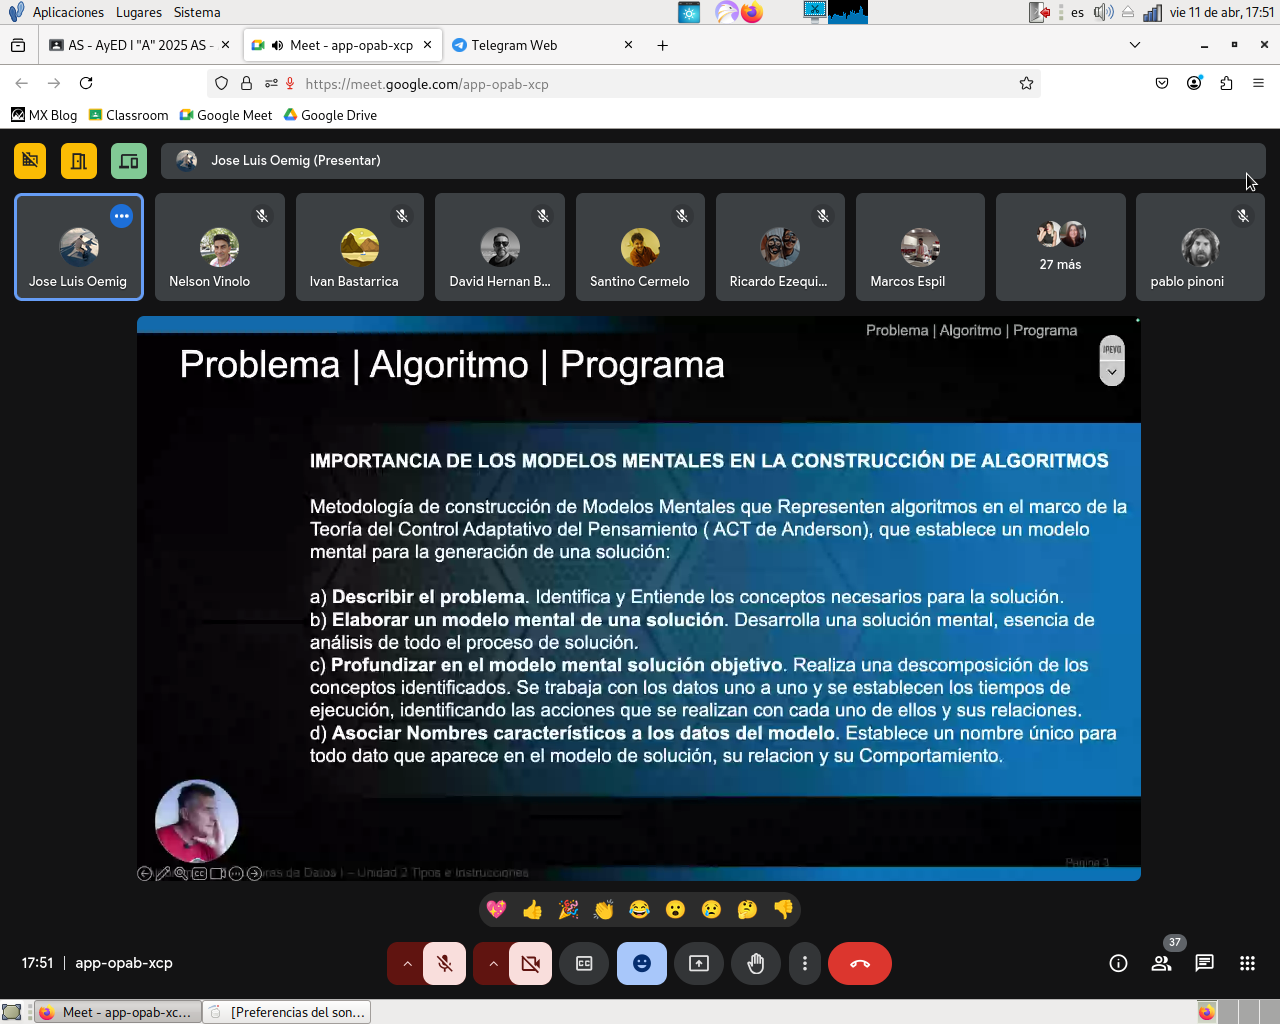 Aplicaciones Lugares Sistema
es
vie 11 de abr, 17:51
AS - AyED I "A" 2025 AS -
Meet - app-opab-xcp
Telegram Web
https://meet.google.com/app-opab-xcp
MX Blog Classroom Google Meet Google Drive
Jose Luis Oemig (Presentar)
Jose Luis Oemig
Nelson Vinolo
Ivan Bastarrica
David Hernan B...
Santino Cermelo
Ricardo Ezequi...
Marcos Espil
27 más
pablo pinoni
Problema | Algoritmo | Programa
Problema | Algoritmo | Programa
IMPORTANCIA DE LOS MODELOS MENTALES EN LA CONSTRUCCIÓN DE ALGORITMOS
Metodología de construcción de Modelos Mentales que Representen algoritmos en el marco de la
Teoría del Control Adaptativo del Pensamiento ( ACT de Anderson), que establece un modelo
mental para la generación de una solución:
a) Describir el problema. Identifica y Entiende los conceptos necesarios para la solución.
b) Elaborar un modelo mental de una solución. Desarrolla una solución mental, esencia de
análisis de todo el proceso de solución.
c) Profundizar en el modelo mental solución objetivo. Realiza una descomposición de los
conceptos identificados. Se trabaja con los datos uno a uno y se establecen los tiempos de
ejecución, identificando las acciones que se realizan con cada uno de ellos y sus relaciones.
d) Asociar Nombres característicos a los datos del modelo. Establece un nombre único para
todo dato que aparece en el modelo de solución, su relacion y su Comportamiento.
Página 3
de Datos I – Unidad 2 Tipos e Instrucciones
37
17:51 | app-opab-xcp
Meet - app-opab-xc...
[Preferencias del son...